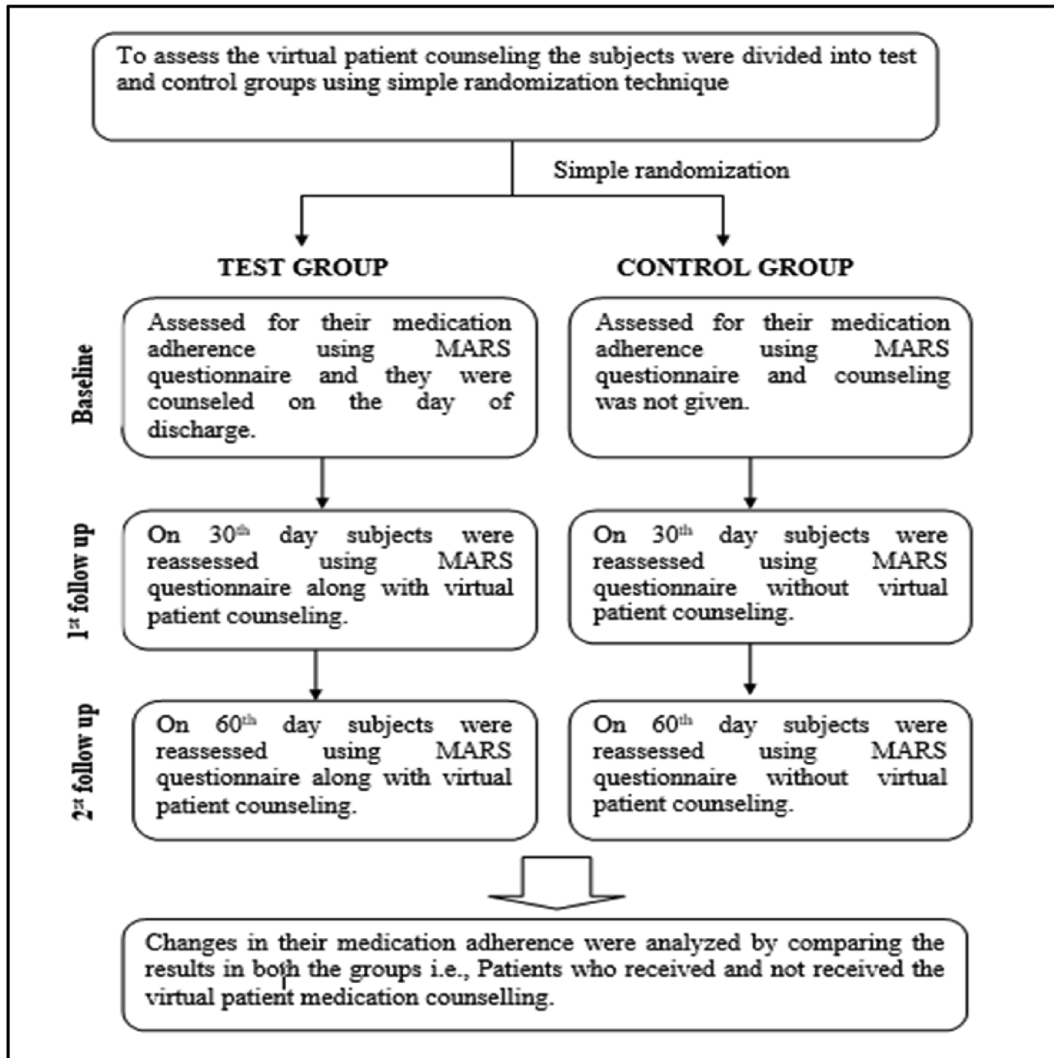 To assess the virtual patient counseling the subjects were divided into test
and control groups using simple randomization technique
Simple randomization
TEST GROUP
CONTROL GROUP
Baseline
Assessed for their medication
adherence using MARS
questionnaire and they were
counseled on the day of
discharge.
Assessed for their medication
adherence using MARS
questionnaire and counseling
was not given.
1st follow up
On 30th day subjects were
reassessed using MARS
questionnaire along with virtual
patient counseling.
On 30th day subjects were
reassessed using MARS
questionnaire without virtual
patient counseling.
2st follow up
On 60th day subjects were
reassessed using MARS
questionnaire along with virtual
patient counseling.
On 60th day subjects were
reassessed using MARS
questionnaire without virtual
patient counseling.
Changes in their medication adherence were analyzed by comparing the
results in both the groups i.e., Patients who received and not received the
virtual patient medication counselling.